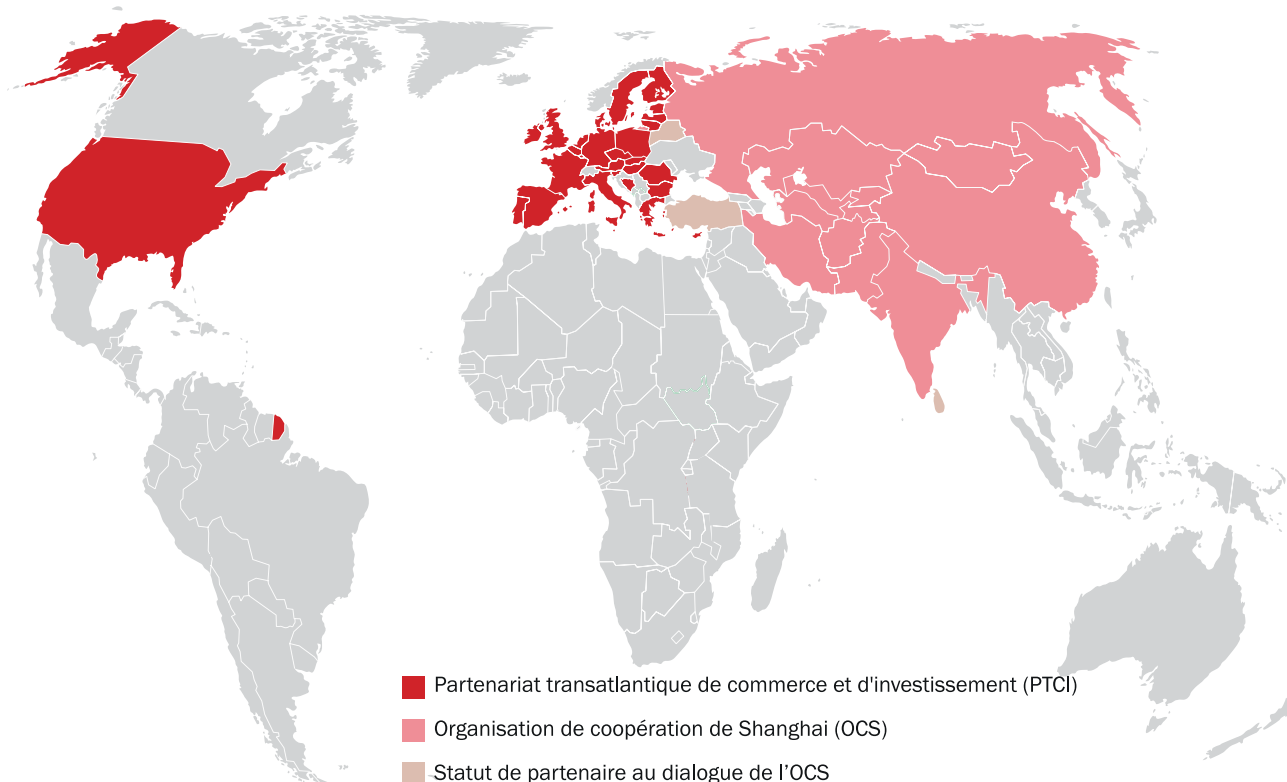 Partenariat transatlantique de commerce et d'investissement (PTCI)
Organisation de coopération de Shanghai (OCS)
Statut de partenaire au dialogue de l’OCS